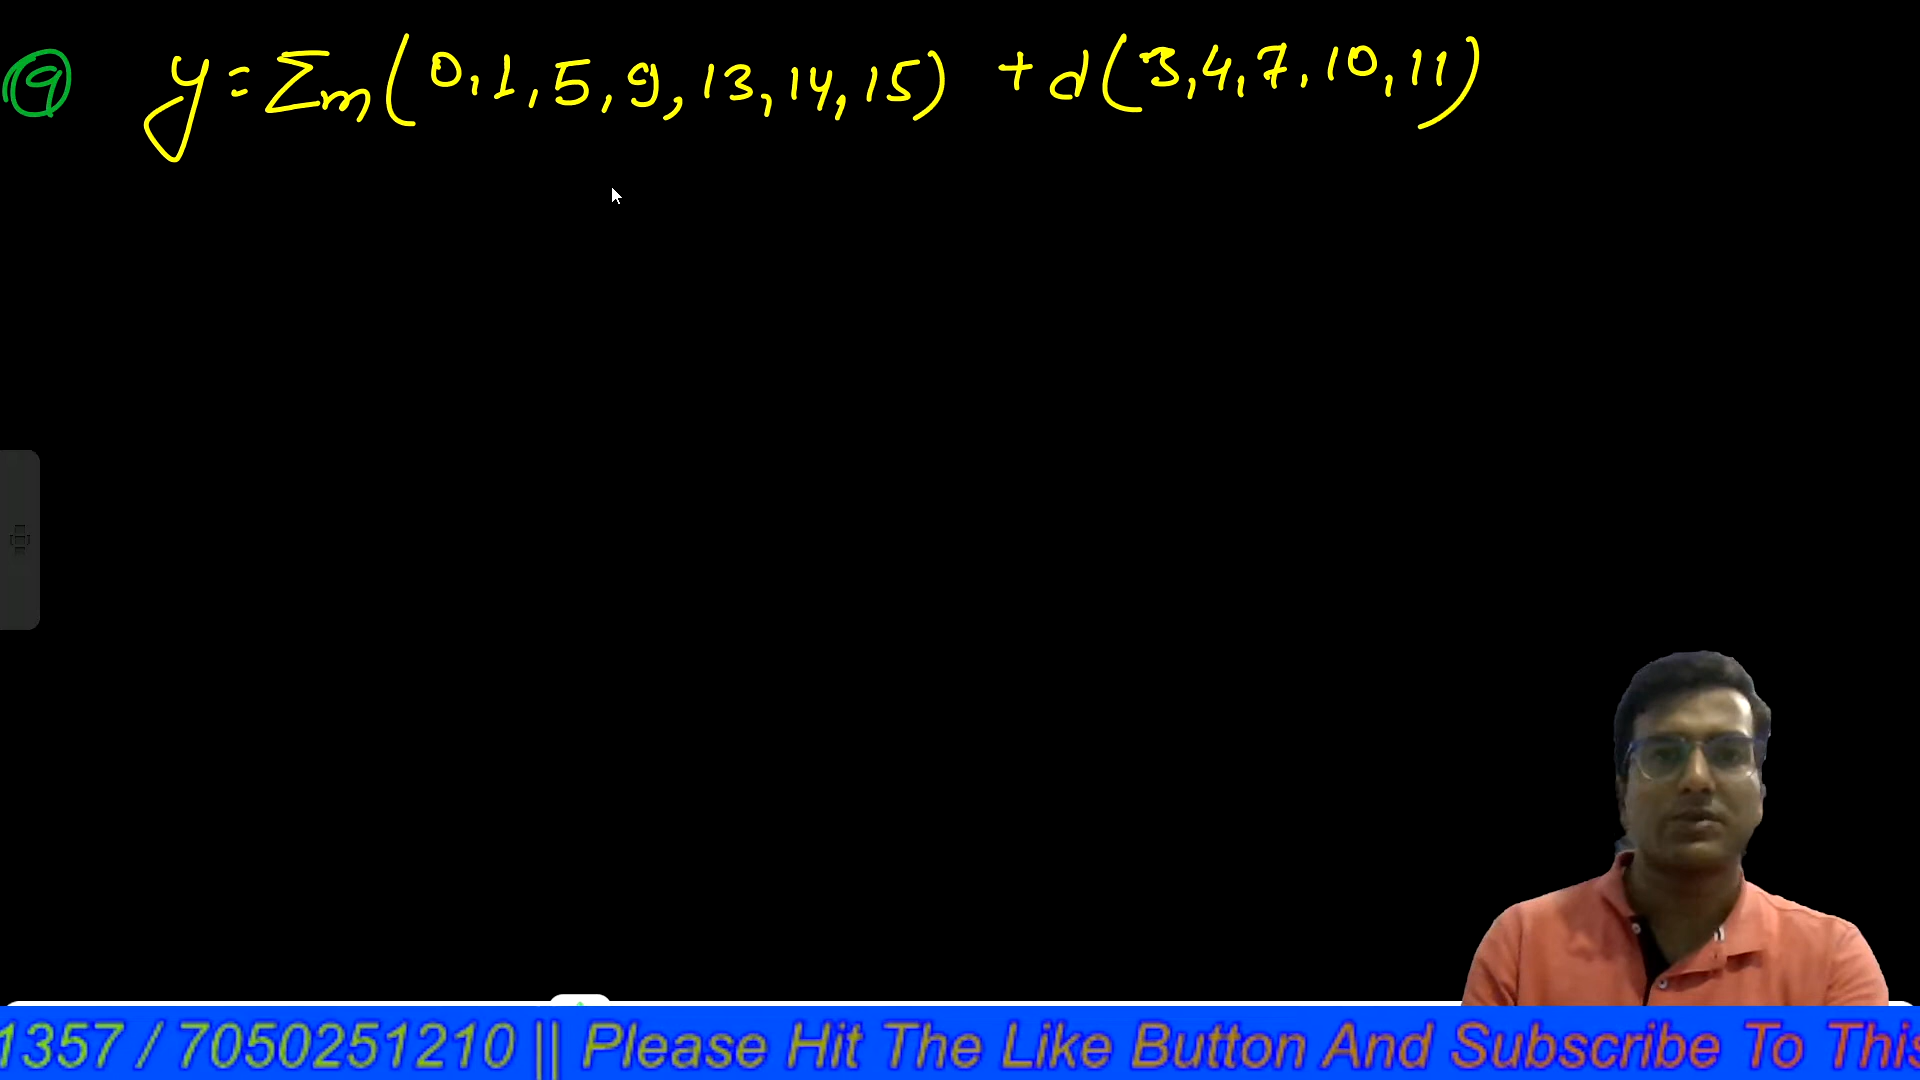 9 y = Σm(0,1,5,9,13,14,15) + d(3,4,7,10,11)
1357 / 7050251210 || Please Hit The Like Button And Subscribe To This